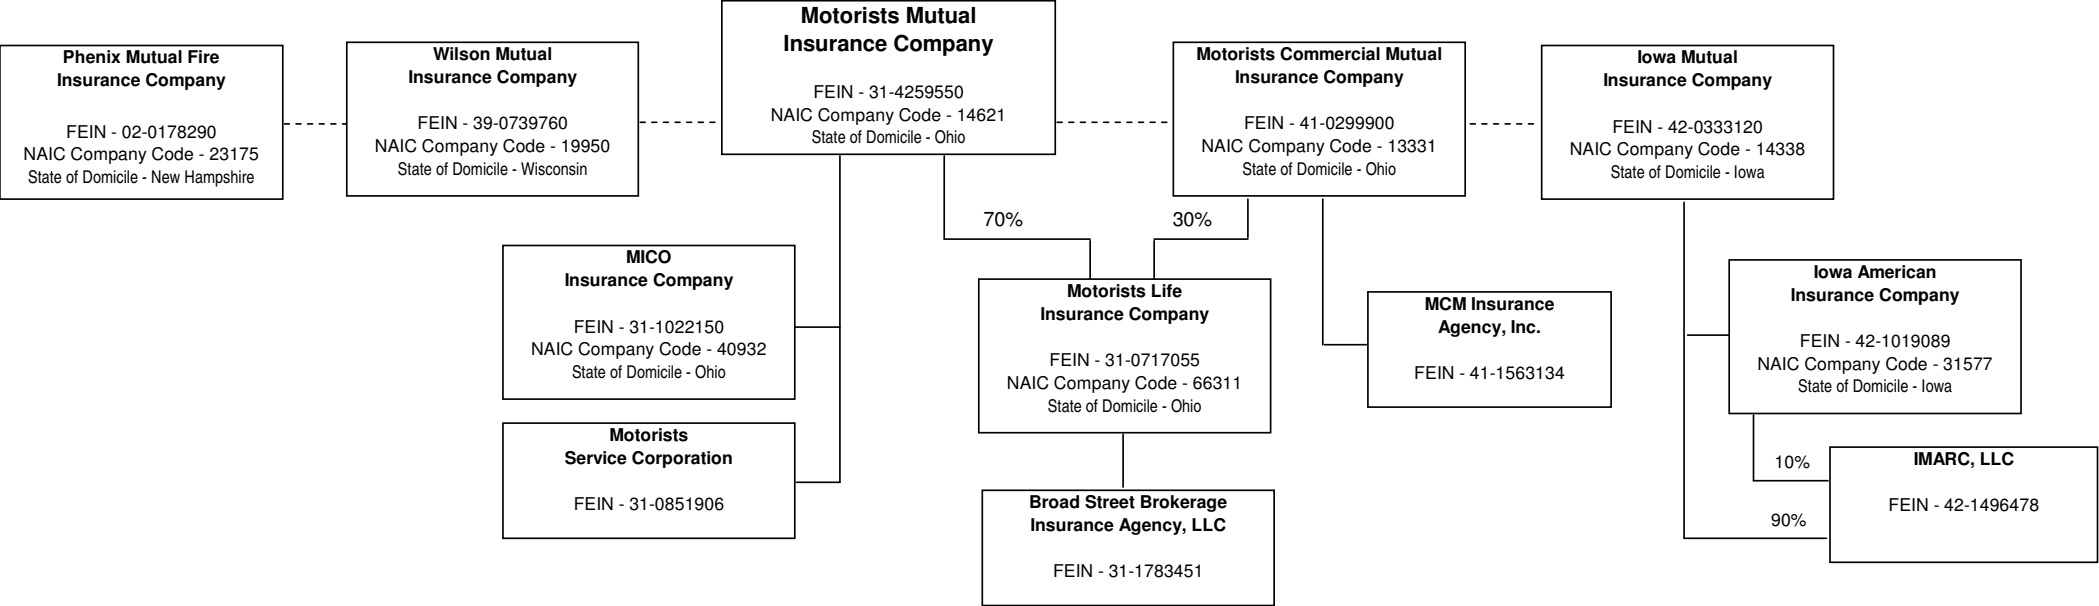 Motorists Mutual
Insurance Company
FEIN - 31-4259550
NAIC Company Code - 14621
State of Domicile - Ohio
Phenix Mutual Fire
Insurance Company
FEIN - 02-0178290
NAIC Company Code - 23175
State of Domicile - New Hampshire
Wilson Mutual
Insurance Company
FEIN - 39-0739760
NAIC Company Code - 19950
State of Domicile - Wisconsin
Motorists Commercial Mutual
Insurance Company
FEIN - 41-0299900
NAIC Company Code - 13331
State of Domicile - Ohio
Iowa Mutual
Insurance Company
FEIN - 42-0333120
NAIC Company Code - 14338
State of Domicile - Iowa
70%
30%
MICO
Insurance Company
FEIN - 31-1022150
NAIC Company Code - 40932
State of Domicile - Ohio
Motorists Life
Insurance Company
FEIN - 31-0717055
NAIC Company Code - 66311
State of Domicile - Ohio
MCM Insurance
Agency, Inc.
FEIN - 41-1563134
Iowa American
Insurance Company
FEIN - 42-1019089
NAIC Company Code - 31577
State of Domicile - Iowa
Motorists
Service Corporation
FEIN - 31-0851906
Broad Street Brokerage
Insurance Agency, LLC
FEIN - 31-1783451
10%
90%
IMARC, LLC
FEIN - 42-1496478